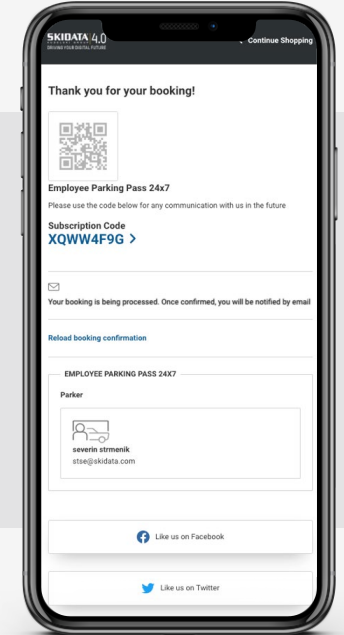 SKIDATA 4.0
DRIVING YOUR DIGITAL FUTURE
Continue Shopping
Thank you for your booking!
Employee Parking Pass 24x7
Please use the code below for any communication with us in the future
Subscription Code
XQWW4F9G >
Your booking is being processed. Once confirmed, you will be notified by email
Reload booking confirmation
EMPLOYEE PARKING PASS 24X7
Parker
severin strmenik
stse@skidata.com
Like us on Facebook
Like us on Twitter